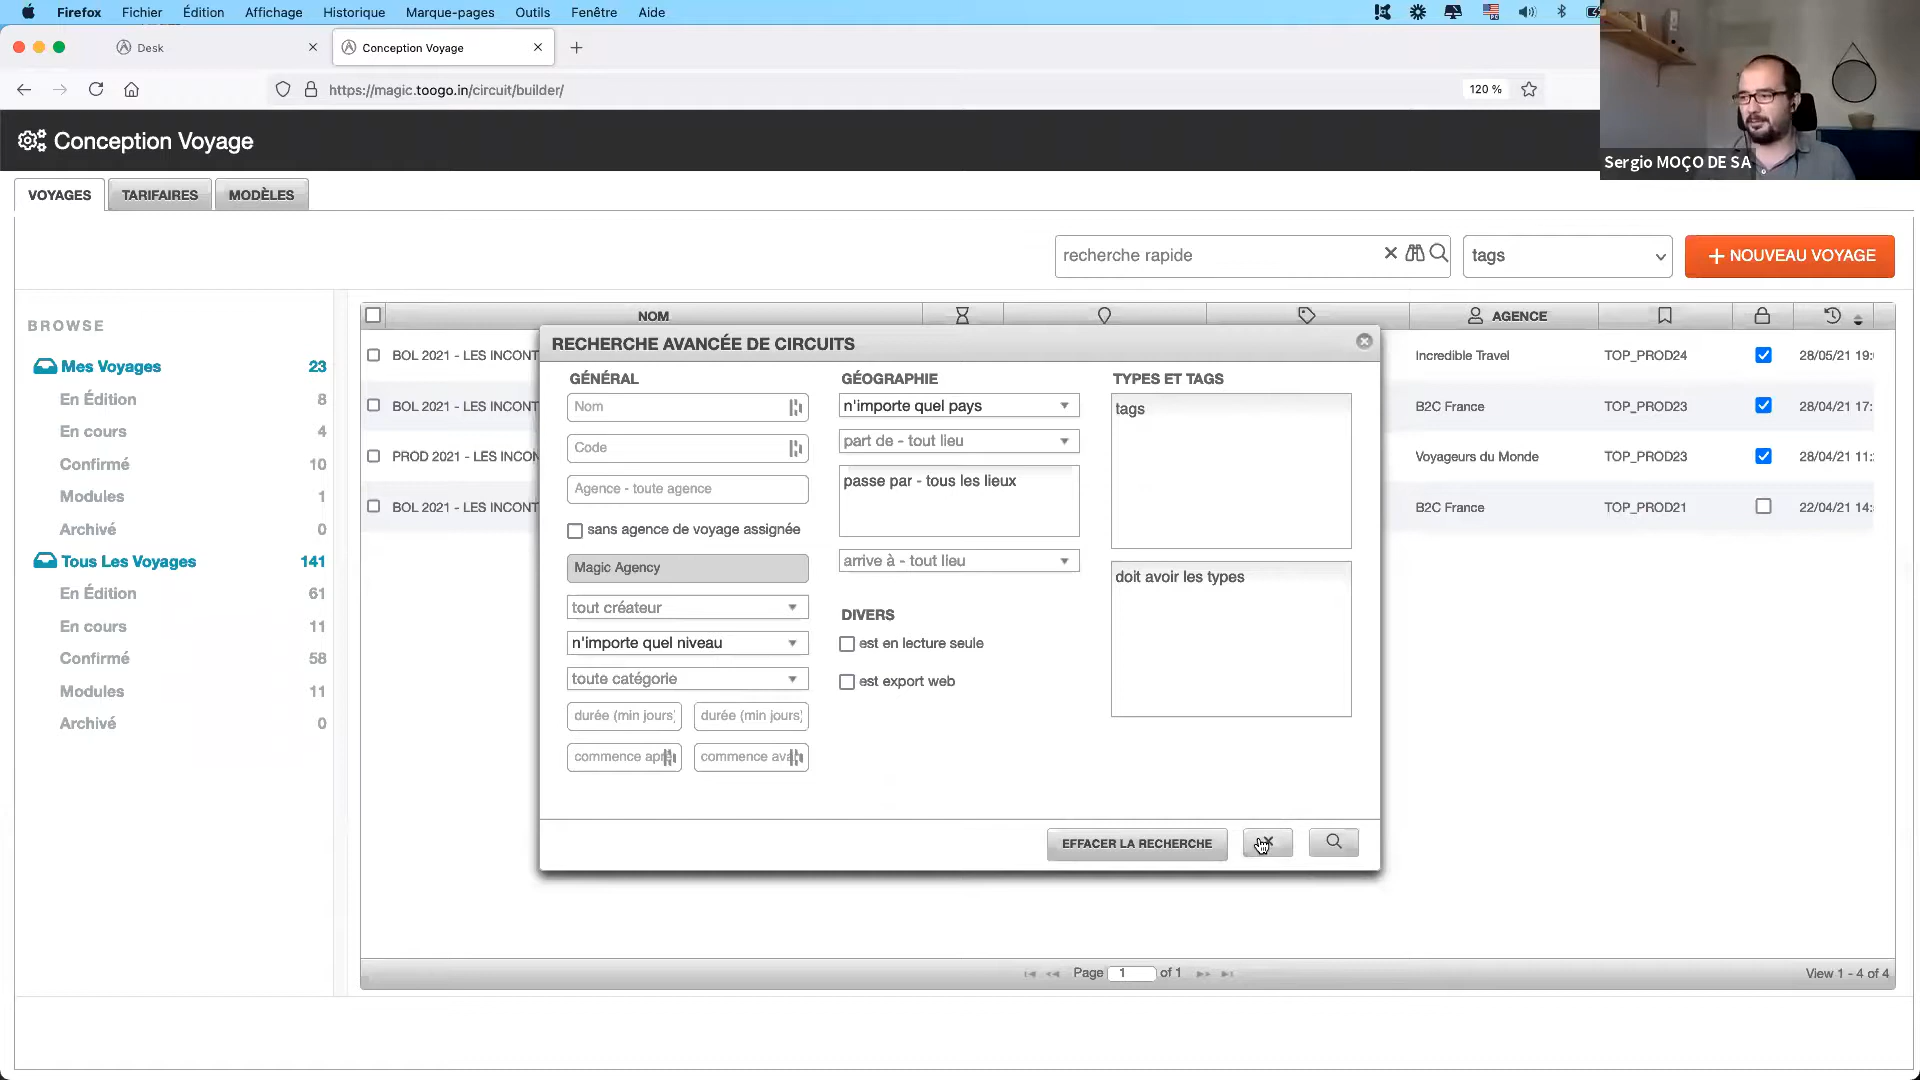 Firefox Fichier Édition Affichage Historique Marque-pages Outils Fenêtre Aide
Desk
Conception Voyage
https://magic.toogo.in/circuit/builder/
120 %
Conception Voyage
Sergio MOÇO DE SA
VOYAGES TARIFAIRES MODÈLES
recherche rapide
tags
+ NOUVEAU VOYAGE
BROWSE
Mes Voyages 23
En Édition 8
En cours 4
Confirmé 10
Modules 1
Archivé 0
Tous Les Voyages 141
En Édition 61
En cours 11
Confirmé 58
Modules 11
Archivé 0
NOM AGENCE
BOL 2021 - LES INCONT Incredible Travel TOP_PROD24 28/05/21 19:
BOL 2021 - LES INCONT B2C France TOP_PROD23 28/04/21 17:
PROD 2021 - LES INCON Voyageurs du Monde TOP_PROD23 28/04/21 11:
BOL 2021 - LES INCONT B2C France TOP_PROD21 22/04/21 14:
RECHERCHE AVANCÉE DE CIRCUITS
GÉNÉRAL
Nom
Code
Agence - toute agence
sans agence de voyage assignée
Magic Agency
tout créateur
n'importe quel niveau
toute catégorie
durée (min jours) durée (min jours)
commence apr commence ava
GÉOGRAPHIE
n'importe quel pays
part de - tout lieu
passe par - tous les lieux
arrive à - tout lieu
DIVERS
est en lecture seule
est export web
TYPES ET TAGS
tags
doit avoir les types
EFFACER LA RECHERCHE
Page 1 of 1
View 1 - 4 of 4